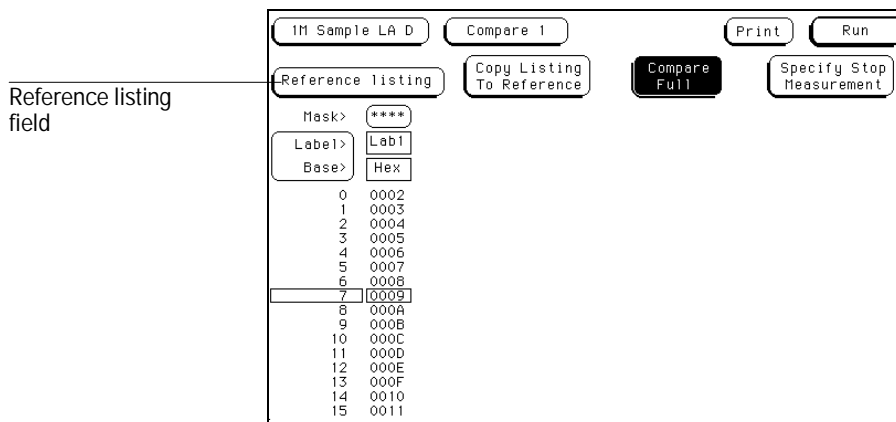 1M Sample LA D Compare 1 Print Run
Reference listing Copy Listing To Reference Compare Full Specify Stop Measurement
Reference listing field
Mask> ****
Label> Lab1
Base> Hex
0 0002
1 0003
2 0004
3 0005
4 0006
5 0007
6 0008
7 0009
8 000A
9 000B
10 000C
11 000D
12 000E
13 000F
14 0010
15 0011